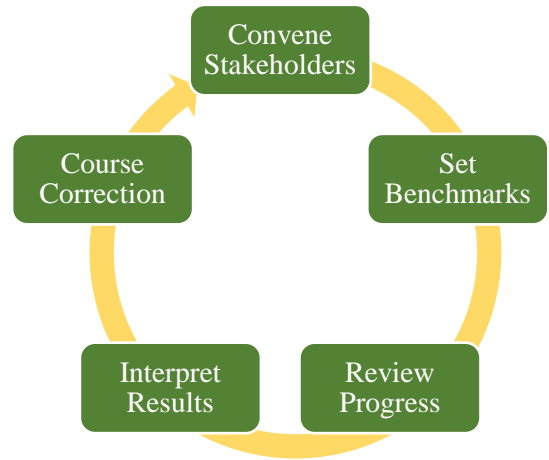 Convene
Stakeholders
Set
Benchmarks
Review
Progress
Interpret
Results
Course
Correction